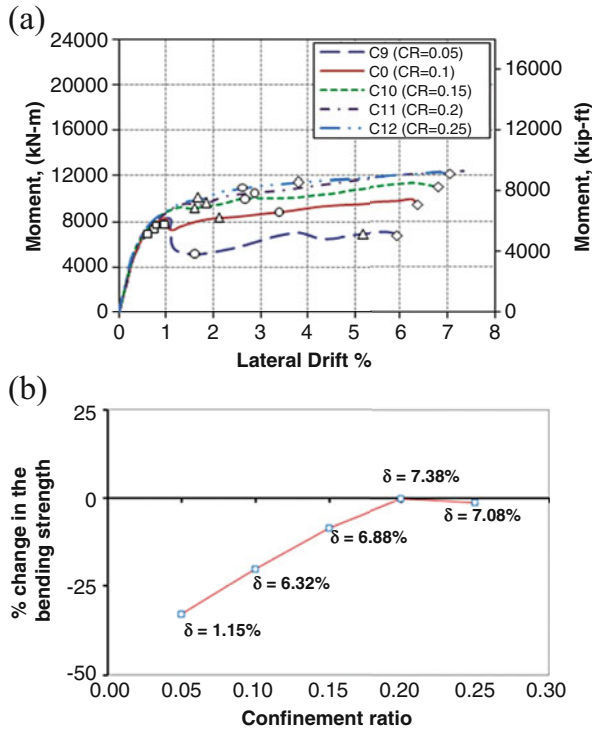 (a)
24000
20000
16000
12000
8000
4000
0
Moment, (kN-m)
C9 (CR=0.05)
C0 (CR=0.1)
C10 (CR=0.15)
C11 (CR=0.2)
C12 (CR=0.25)
16000
12000
8000
4000
0
Moment, (kip-ft)
0 1 2 3 4 5 6 7 8
Lateral Drift %
(b)
25
0
-25
-50
% change in the
bending strength
δ = 7.38%
δ = 7.08%
δ = 6.88%
δ = 6.32%
δ = 1.15%
0.00 0.05 0.10 0.15 0.20 0.25 0.30
Confinement ratio